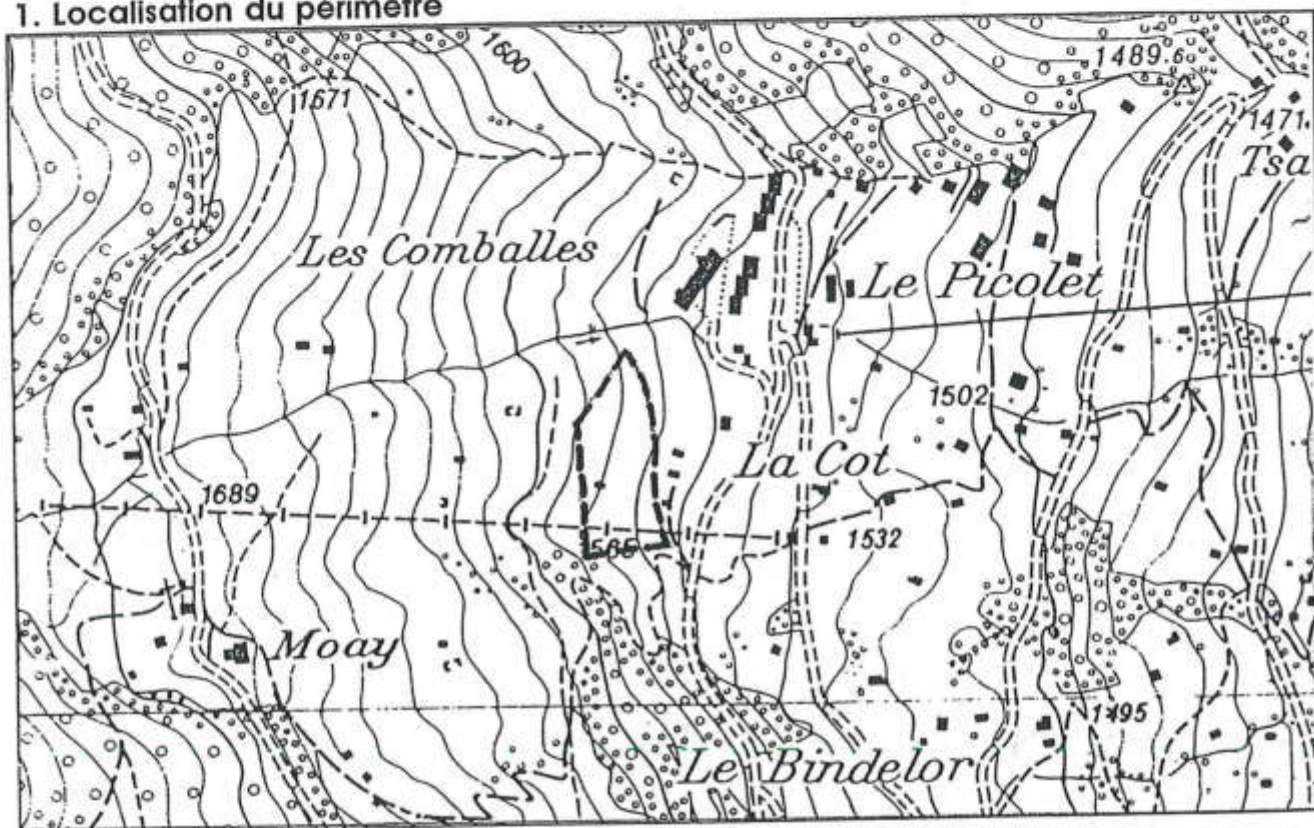 1. Localisation du périmètre
1600
1489.6
1671
1471
Tsa
Les Comballes
Le Picolet
1502
La Cot
1689
1532
Moay
1495
Le Bindelor